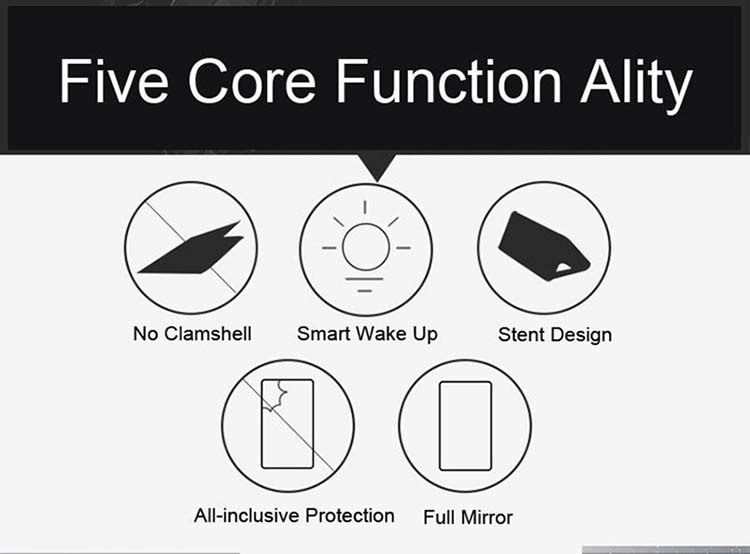 Five Core Function Ality
No Clamshell
Smart Wake Up
Stent Design
All-inclusive Protection
Full Mirror